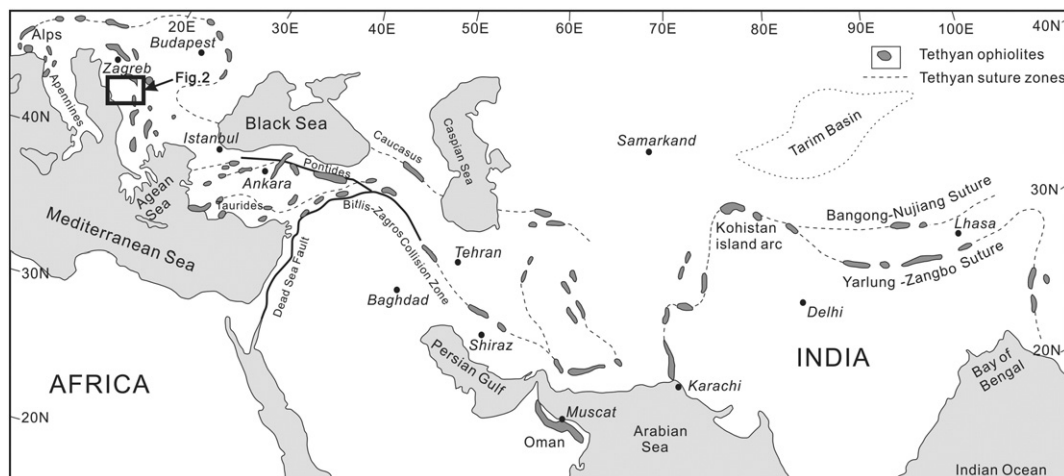 20E
30E
40E
50E
60E
70E
80E
90E
100E
40N
Alps
Budapest
Zagreb
Fig.2
Apennines
Tethyan ophiolites
Tethyan suture zones
40N
Istanbul
Black Sea
Caucasus
Caspian Sea
Samarkand
Tarim Basin
Pontides
Ankara
Agean
Sea
Taurides
Bitlis-Zagros Collision Zone
30N
Bangong-Nujiang Suture
Kohistan
island arc
Lhasa
Mediterranean Sea
Tehran
Yarlung -Zangbo Suture
30N
Dead Sea Fault
Baghdad
Delhi
Shiraz
20N
Persian Gulf
INDIA
Bay of
Bengal
AFRICA
Karachi
20N
Muscat
Oman
Arabian
Sea
Indian Ocean